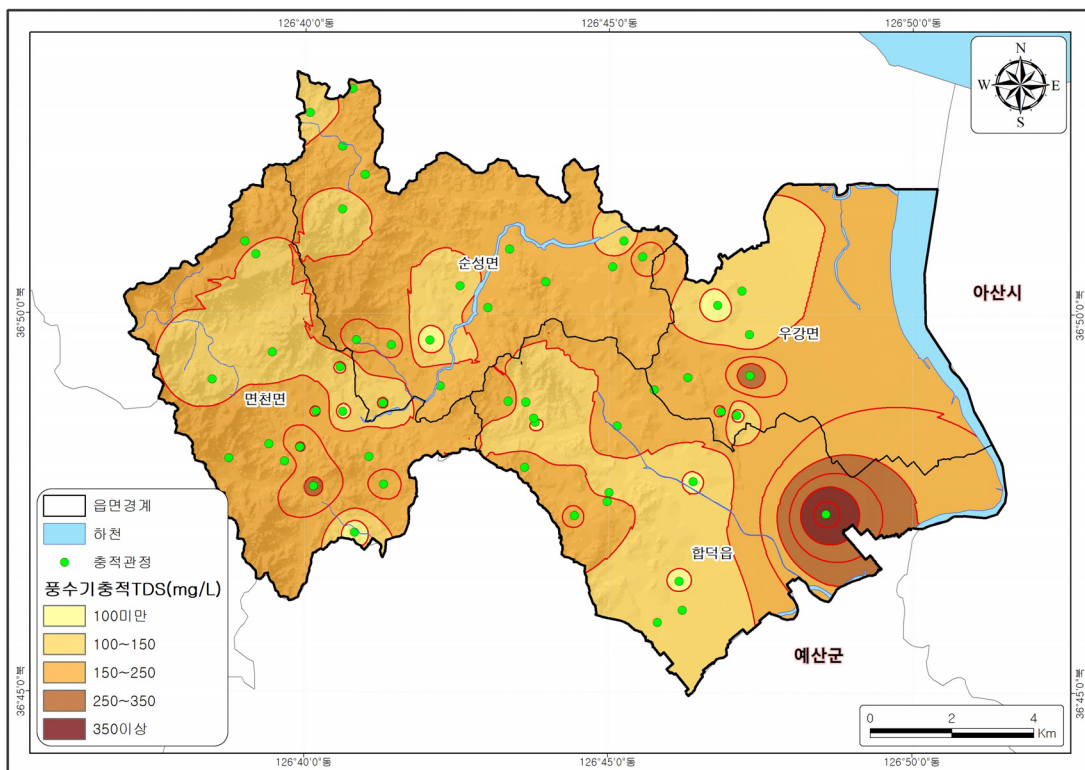 126°40'0"동
126°45'0"동
126°50'0"동
N
W
E
S
36°50'0"북
36°50'0"북
순성면
아산시
우강면
면천면
합덕읍
예산군
읍면경계
하천
충적관정
풍수기충적TDS(mg/L)
100미만
100~150
150~250
250~350
350이상
36°45'0"북
36°45'0"북
0
2
4
Km
126°40'0"동
126°45'0"동
126°50'0"동